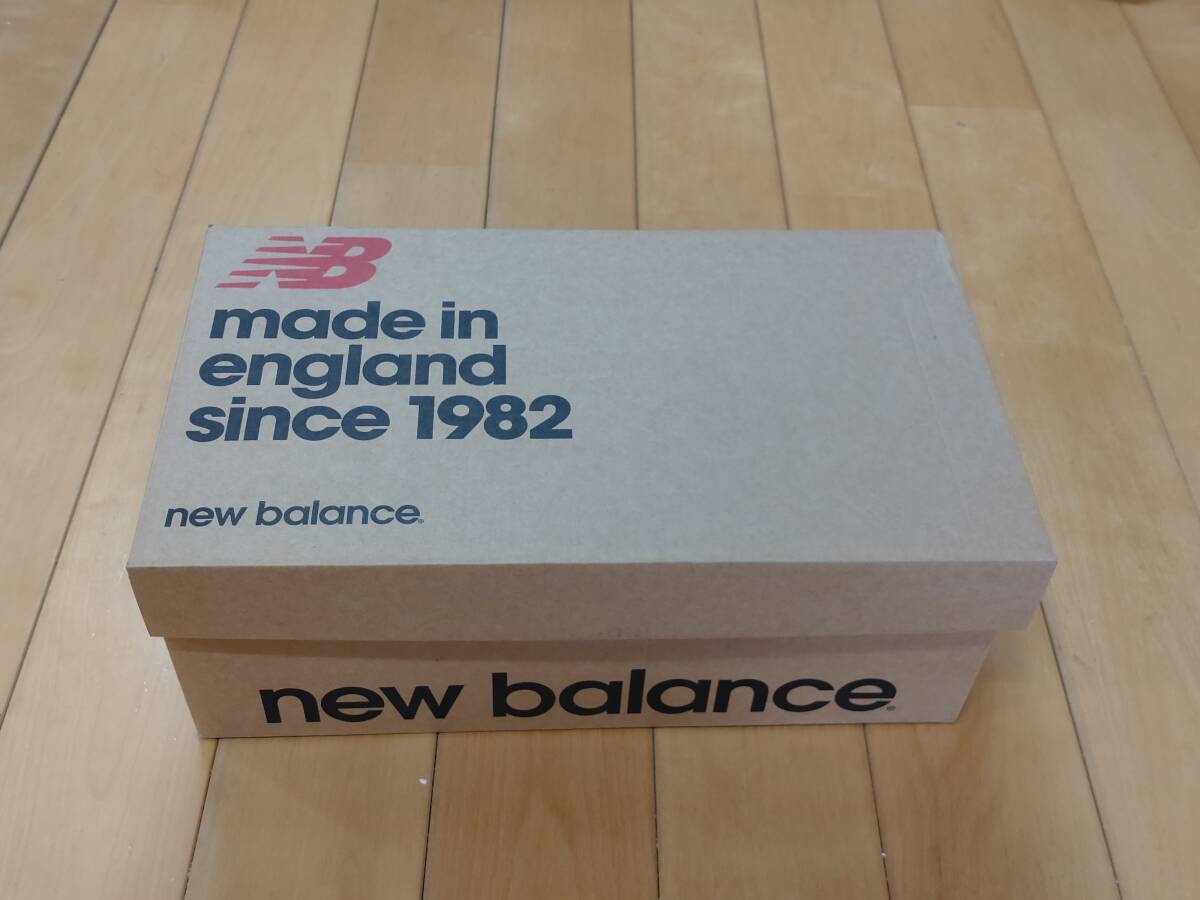 NB
made in
england
since 1982
new balance®
new balance®